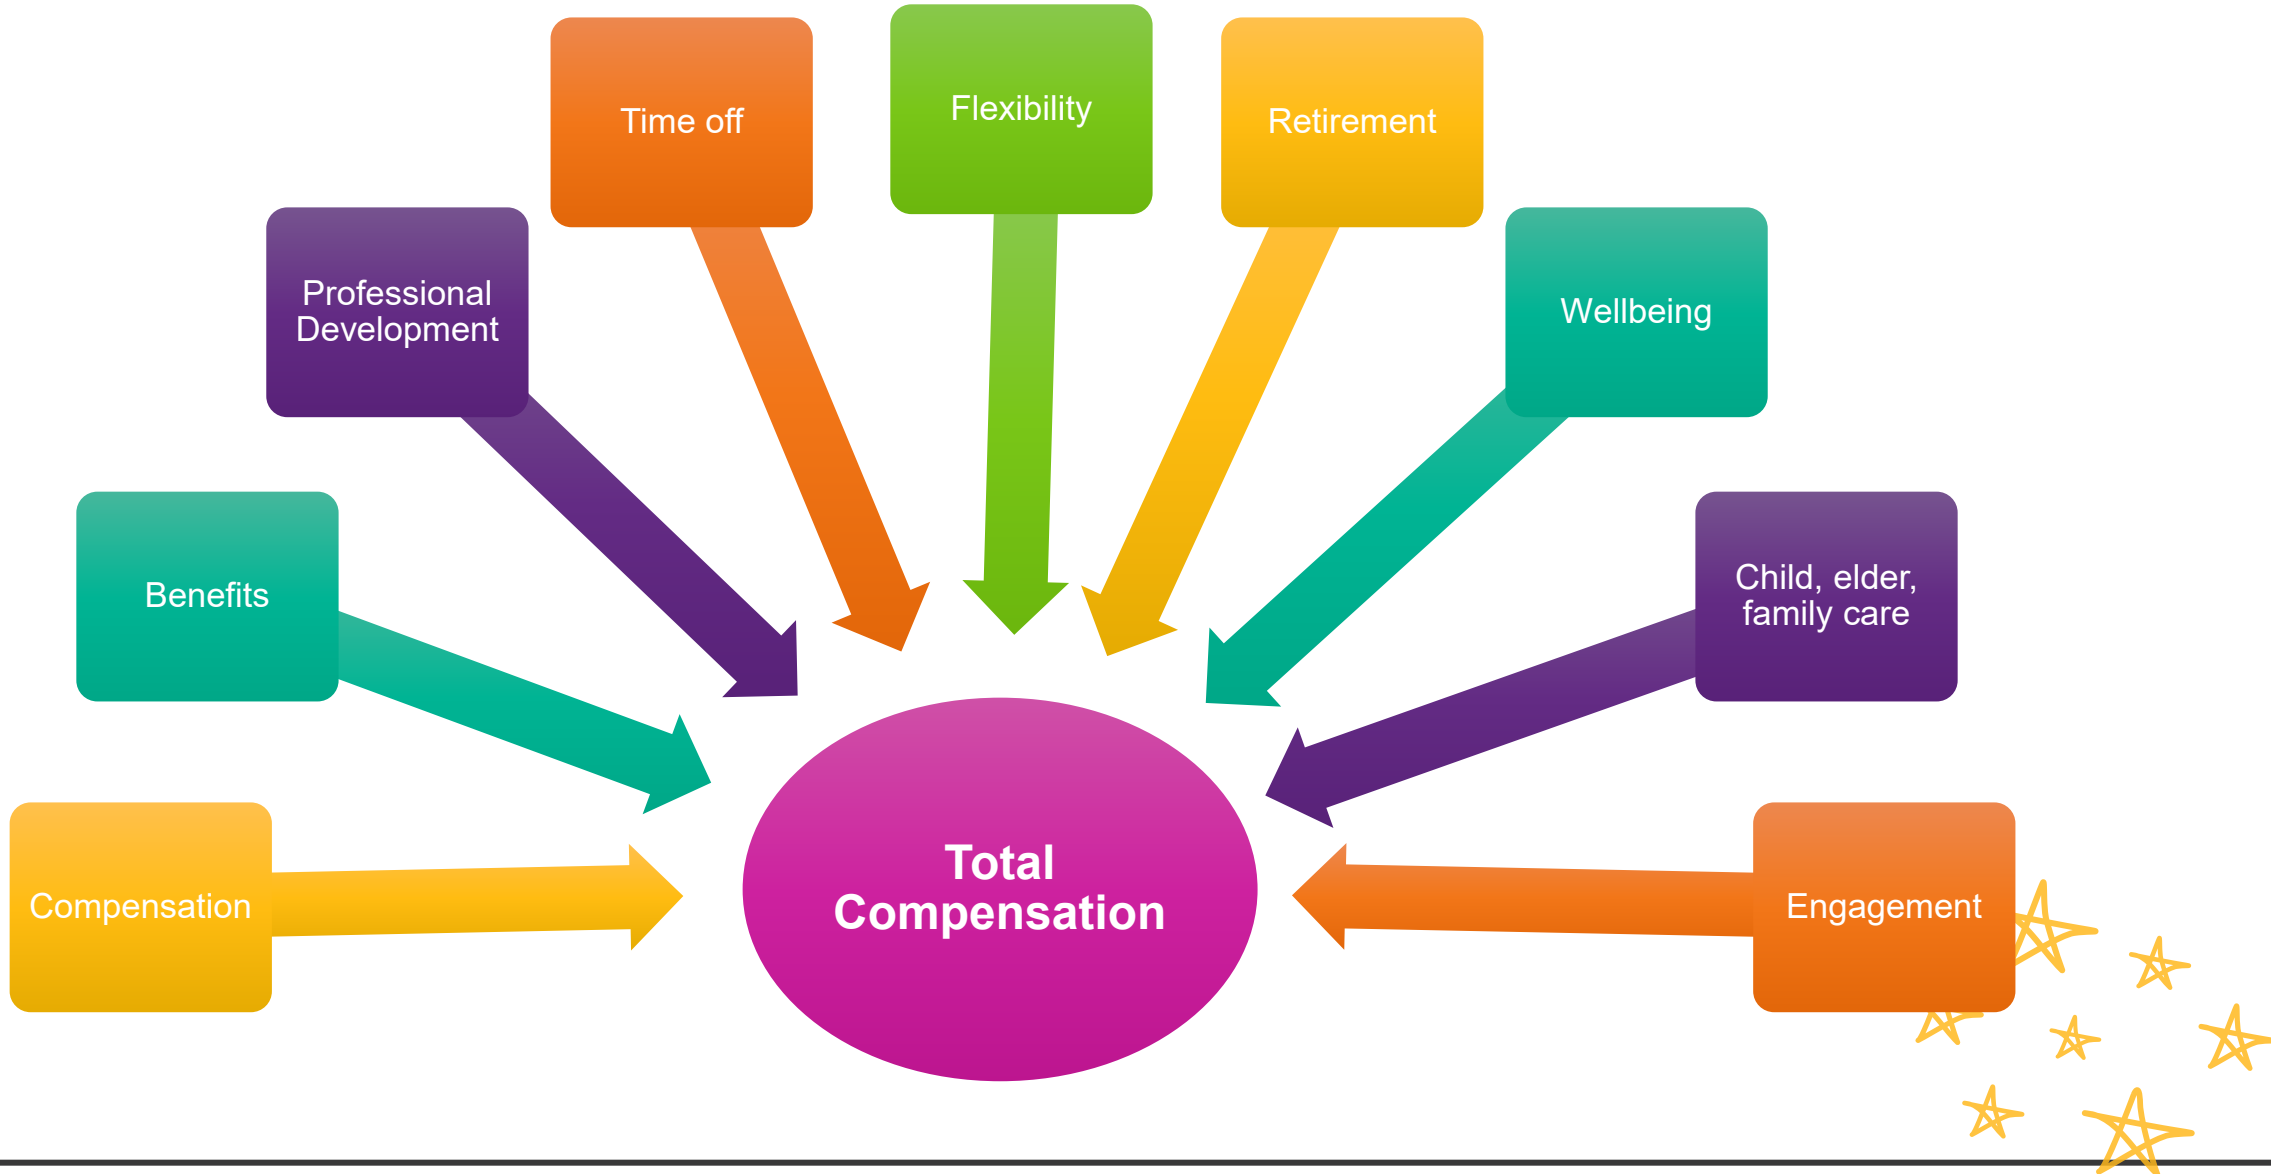 Flexibility
Time off
Retirement
Professional
Development
Wellbeing
Benefits
Child, elder,
family care
Compensation
Total
Compensation
Engagement